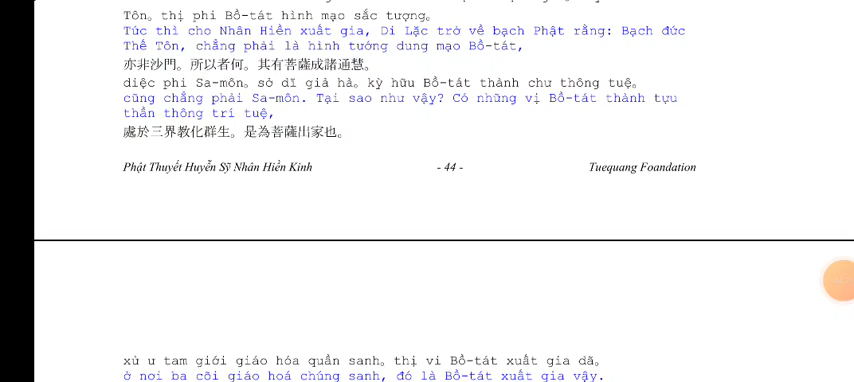 Tôn。thị phi Bồ-tát hình mạo sắc tượng。
Túc thì cho Nhân Hiền xuất gia, Di Lặc trở về bạch Phật rằng: Bạch đức
Thế Tôn, chẳng phải là hình tướng dung mạo Bồ-tát,
亦非沙門。所以者何。其有菩薩成諸通慧。
diệc phi Sa-môn。sở dĩ giả hà。kỳ hữu Bồ-tát thành chư thông tuệ。
cũng chẳng phải Sa-môn. Tại sao như vậy? Có những vị Bồ-tát thành tựu
thần thông trí tuệ,
處於三界教化群生。是為菩薩出家也。
Phật Thuyết Huyễn Sỹ Nhân Hiền Kinh - 44 - Tuequang Foandation
xử ư tam giới giáo hóa quần sanh。thị vi Bồ-tát xuất gia dã。
ở nơi ba cõi giáo hoá chúng sanh, đó là Bồ-tát xuất gia vậy.